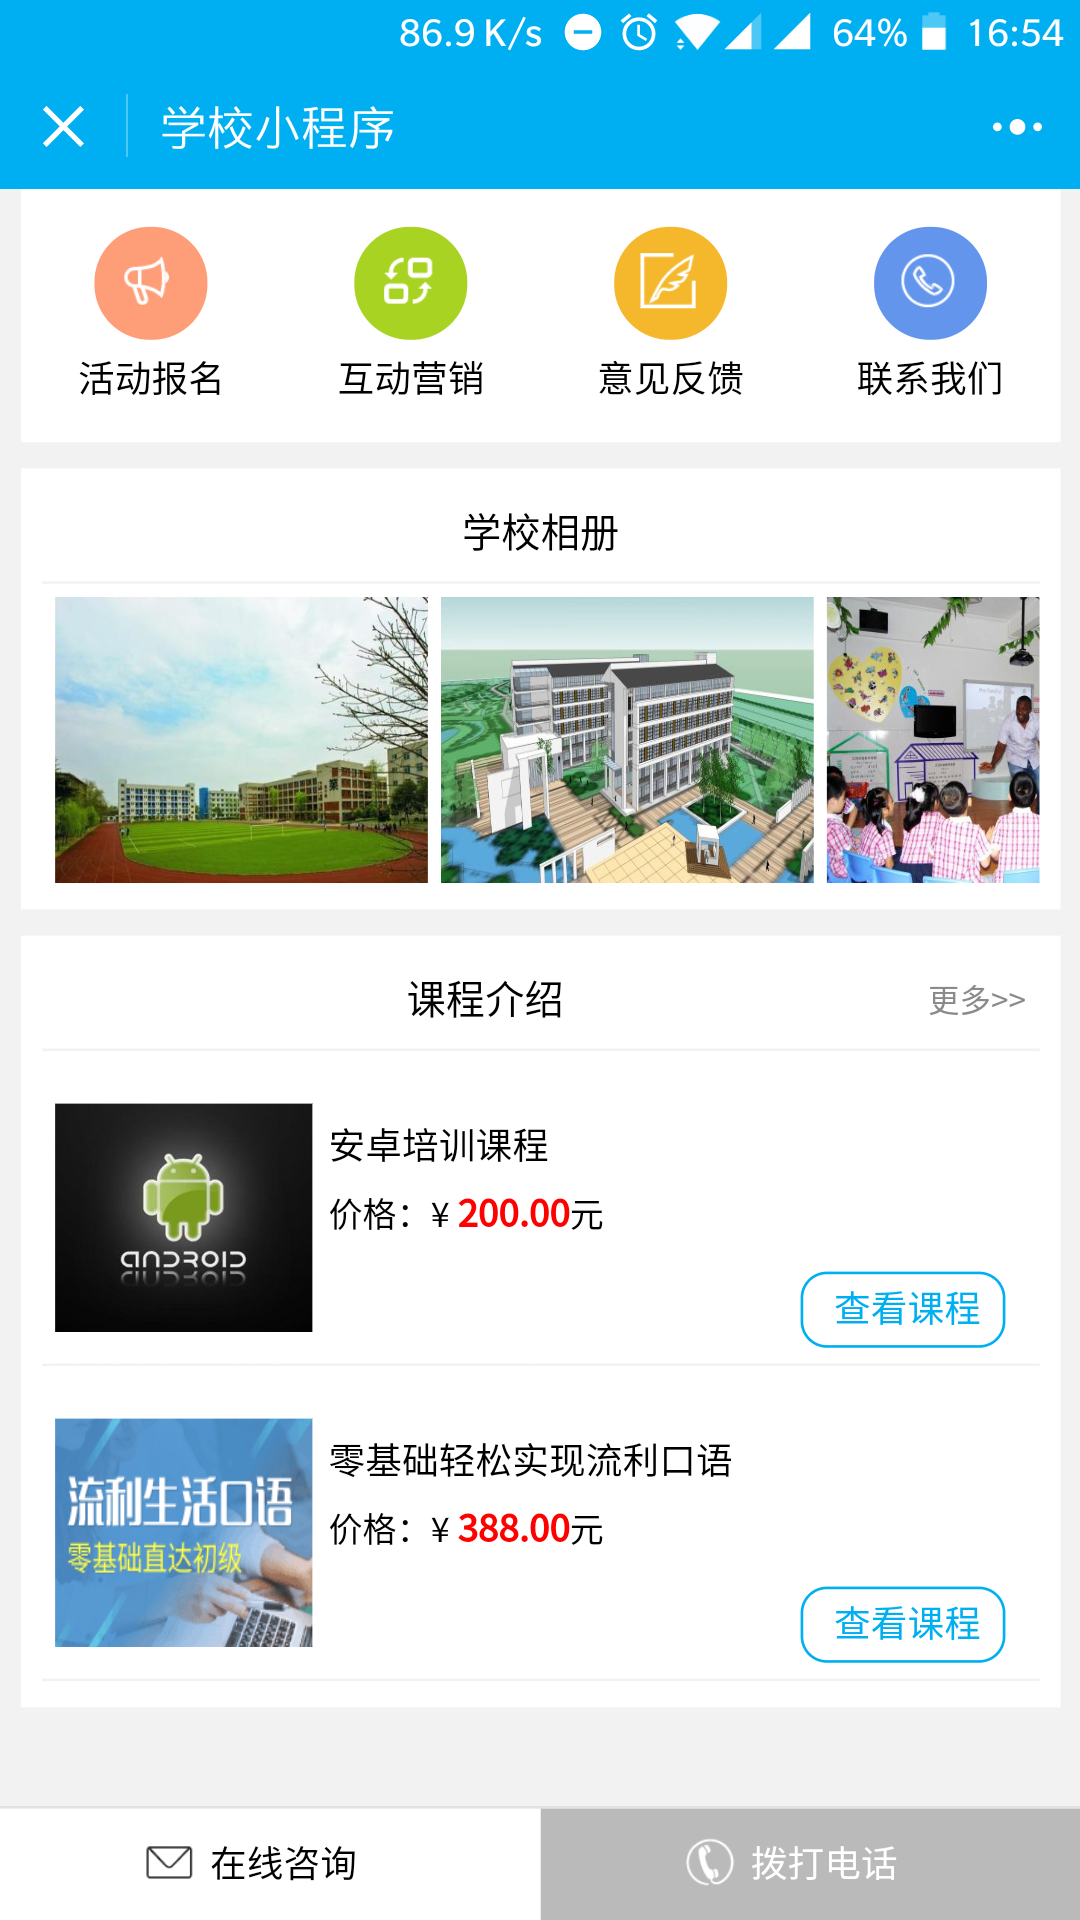 86.9 K/s 64% 16:54
学校小程序
活动报名 互动营销 意见反馈 联系我们
学校相册
课程介绍 更多>>
安卓培训课程
价格：¥ 200.00元
ANDROID
查看课程
零基础轻松实现流利口语
流利生活口语
价格：¥ 388.00元
零基础直达初级
查看课程
在线咨询 拨打电话